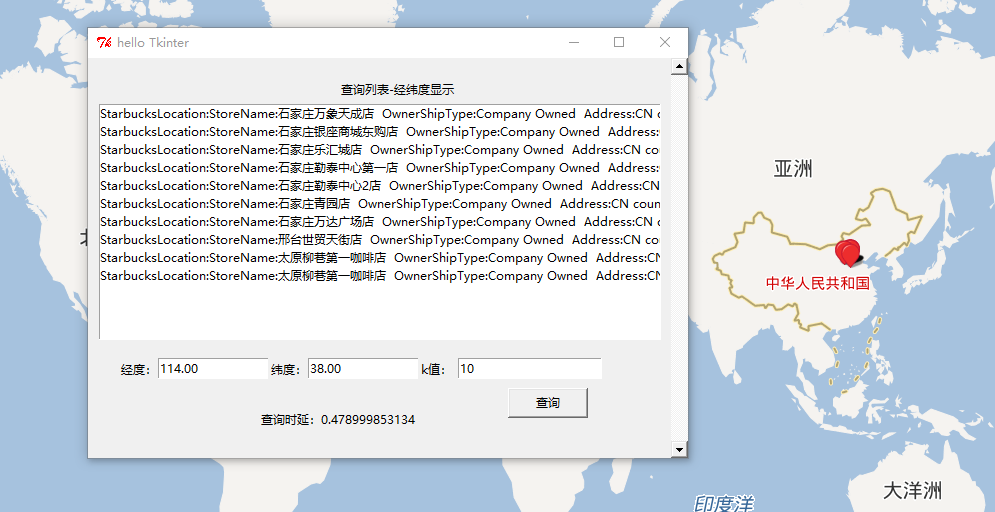 hello Tkinter
查询列表-经纬度显示
StarbucksLocation:StoreName:石家庄万象天成店 OwnerShipType:Company Owned Address:CN c
StarbucksLocation:StoreName:石家庄银座商城东购店 OwnerShipType:Company Owned Address:
StarbucksLocation:StoreName:石家庄乐汇城店 OwnerShipType:Company Owned Address:CN cou
StarbucksLocation:StoreName:石家庄勒泰中心第一店 OwnerShipType:Company Owned Address:
StarbucksLocation:StoreName:石家庄勒泰中心2店 OwnerShipType:Company Owned Address:CN
StarbucksLocation:StoreName:石家庄青园店 OwnerShipType:Company Owned Address:CN coun
StarbucksLocation:StoreName:石家庄万达广场店 OwnerShipType:Company Owned Address:CN c
StarbucksLocation:StoreName:邢台世贸天街店 OwnerShipType:Company Owned Address:CN cou
StarbucksLocation:StoreName:太原柳巷第一咖啡店 OwnerShipType:Company Owned Address:CN
StarbucksLocation:StoreName:太原柳巷第一咖啡店 OwnerShipType:Company Owned Address:CN
经度: 114.00 纬度: 38.00 k值: 10
查询
查询时延: 0.478999853134
亚洲
中华人民共和国
大洋洲
印度洋